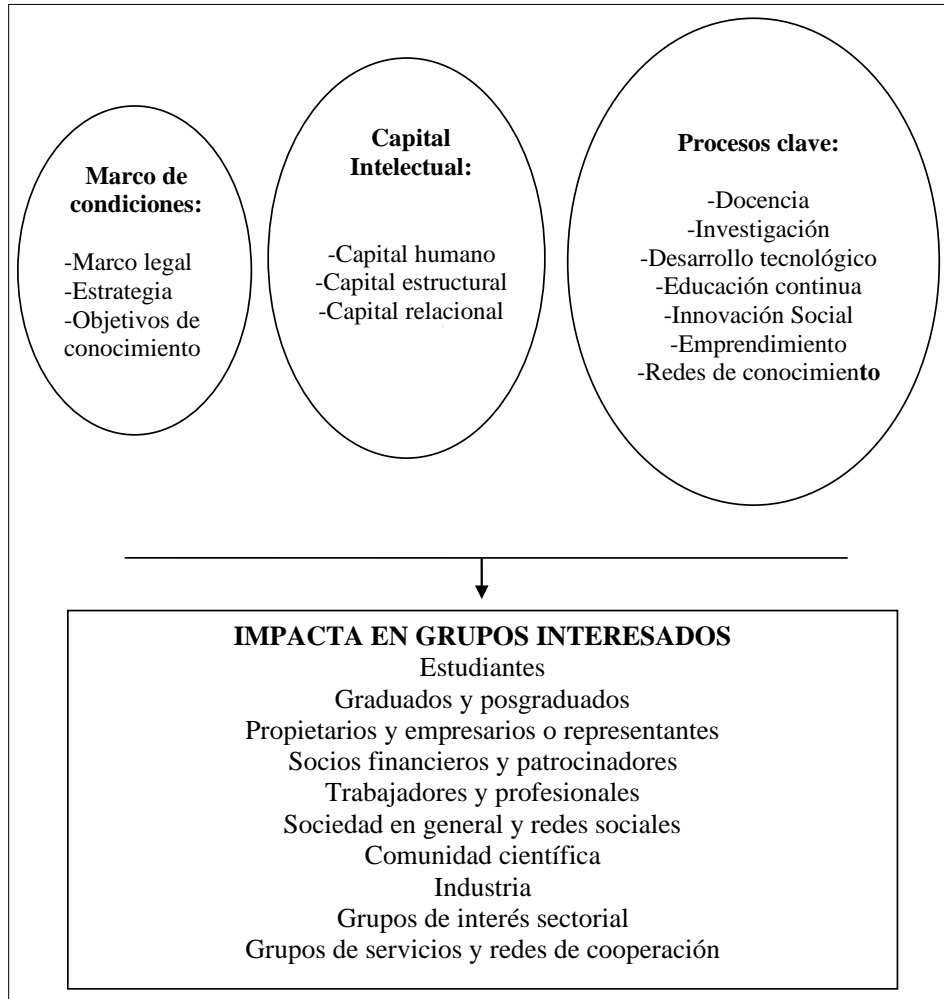 Marco de
condiciones:
-Marco legal
-Estrategia
-Objetivos de
conocimiento
Capital
Intelectual:
-Capital humano
-Capital estructural
-Capital relacional
Procesos clave:
-Docencia
-Investigación
-Desarrollo tecnológico
-Educación continua
-Innovación Social
-Emprendimiento
-Redes de conocimiento
IMPACTA EN GRUPOS INTERESADOS
Estudiantes
Graduados y posgraduados
Propietarios y empresarios o representantes
Socios financieros y patrocinadores
Trabajadores y profesionales
Sociedad en general y redes sociales
Comunidad científica
Industria
Grupos de interés sectorial
Grupos de servicios y redes de cooperación